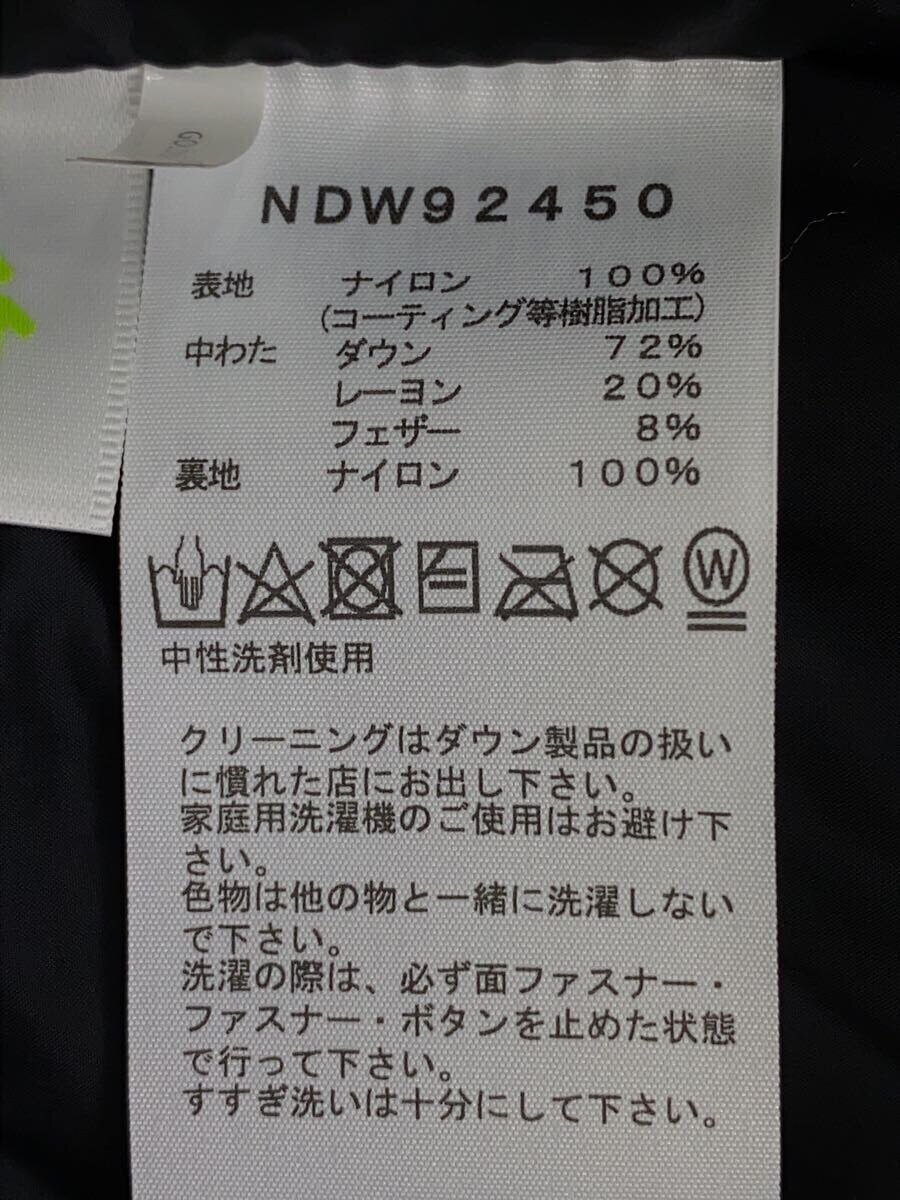 GO
NDW92450
表地 ナイロン 100%
(コーティング等樹脂加工)
中わた ダウン 72%
レーヨン 20%
フェザー 8%
裏地 ナイロン 100%
W
中性洗剤使用
クリーニングはダウン製品の扱い
に慣れた店にお出し下さい。
家庭用洗濯機のご使用はお避け下
さい。
色物は他の物と一緒に洗濯しない
で下さい。
洗濯の際は、必ず面ファスナー・
ファスナー・ボタンを止めた状態
で行って下さい。
すすぎ洗いは十分にして下さい。